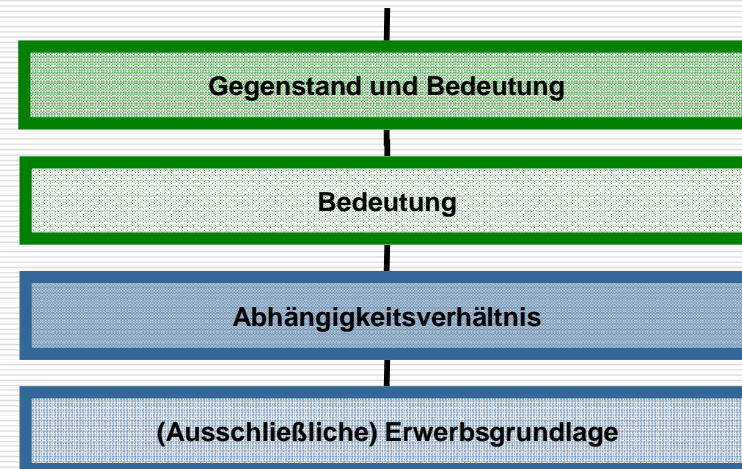 Gegenstand und Bedeutung
Bedeutung
Abhängigkeitsverhältnis
(Ausschließliche) Erwerbsgrundlage